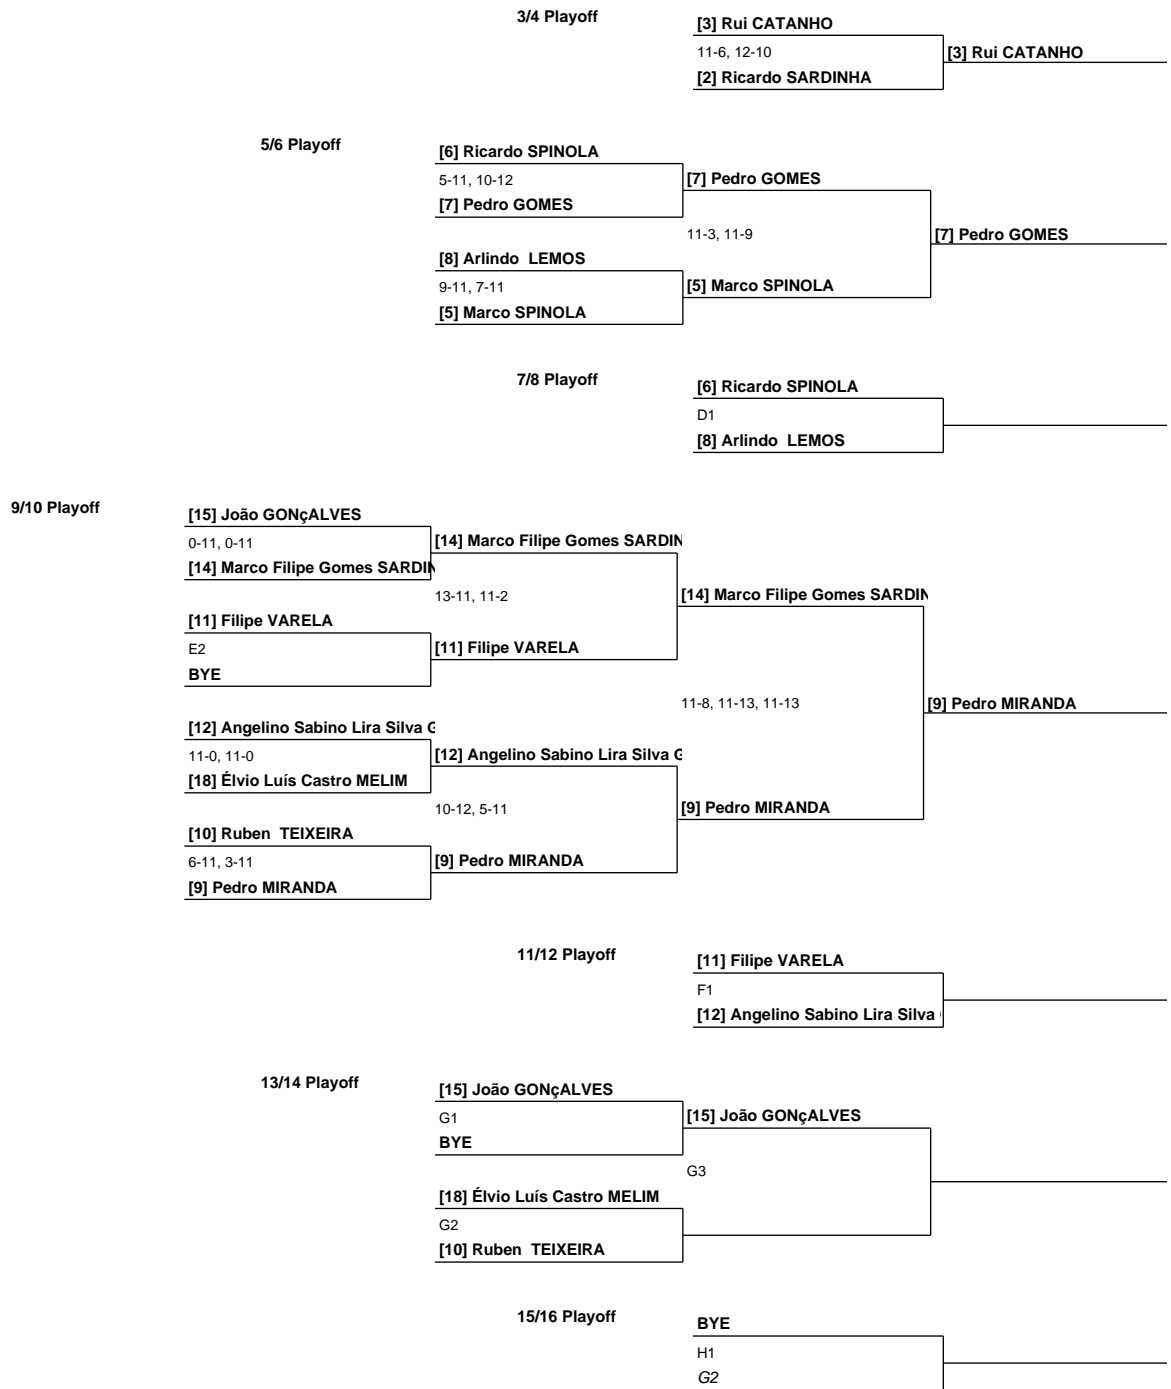 3/4 Playoff
[3] Rui CATANHO
11-6, 12-10
[3] Rui CATANHO
[2] Ricardo SARDINHA
5/6 Playoff
[6] Ricardo SPINOLA
5-11, 10-12
[7] Pedro GOMES
[7] Pedro GOMES
11-3, 11-9
[7] Pedro GOMES
[8] Arlindo  LEMOS
9-11, 7-11
[5] Marco SPINOLA
[5] Marco SPINOLA
7/8 Playoff
[6] Ricardo SPINOLA
D1
[8] Arlindo  LEMOS
9/10 Playoff
[15] João GONçALVES
0-11, 0-11
[14] Marco Filipe Gomes SARDIN
[14] Marco Filipe Gomes SARDIN
13-11, 11-2
[14] Marco Filipe Gomes SARDIN
[11] Filipe VARELA
E2
[11] Filipe VARELA
BYE
11-8, 11-13, 11-13
[9] Pedro MIRANDA
[12] Angelino Sabino Lira Silva G
11-0, 11-0
[12] Angelino Sabino Lira Silva G
[18] Élvio Luís Castro MELIM
10-12, 5-11
[9] Pedro MIRANDA
[10] Ruben  TEIXEIRA
6-11, 3-11
[9] Pedro MIRANDA
[9] Pedro MIRANDA
11/12 Playoff
[11] Filipe VARELA
F1
[12] Angelino Sabino Lira Silva
13/14 Playoff
[15] João GONçALVES
G1
[15] João GONçALVES
BYE
G3
[18] Élvio Luís Castro MELIM
G2
[10] Ruben  TEIXEIRA
15/16 Playoff
BYE
H1
G2